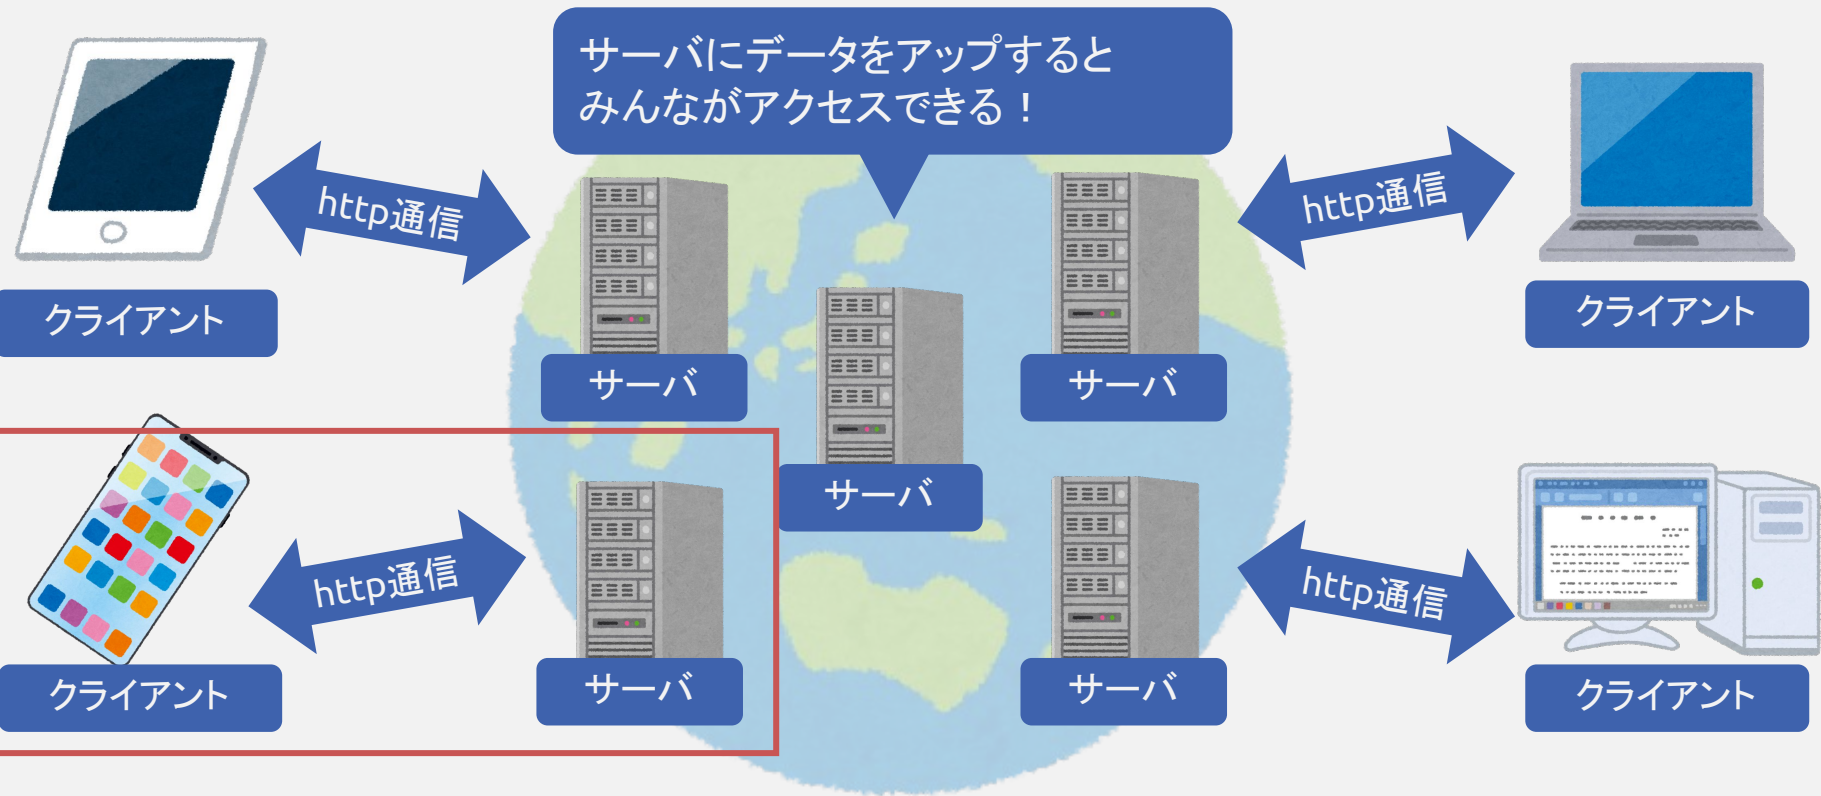 サーバにデータをアップすると
みんながアクセスできる！
http通信
http通信
クライアント
クライアント
サーバ
サーバ
サーバ
http通信
http通信
クライアント
サーバ
サーバ
クライアント